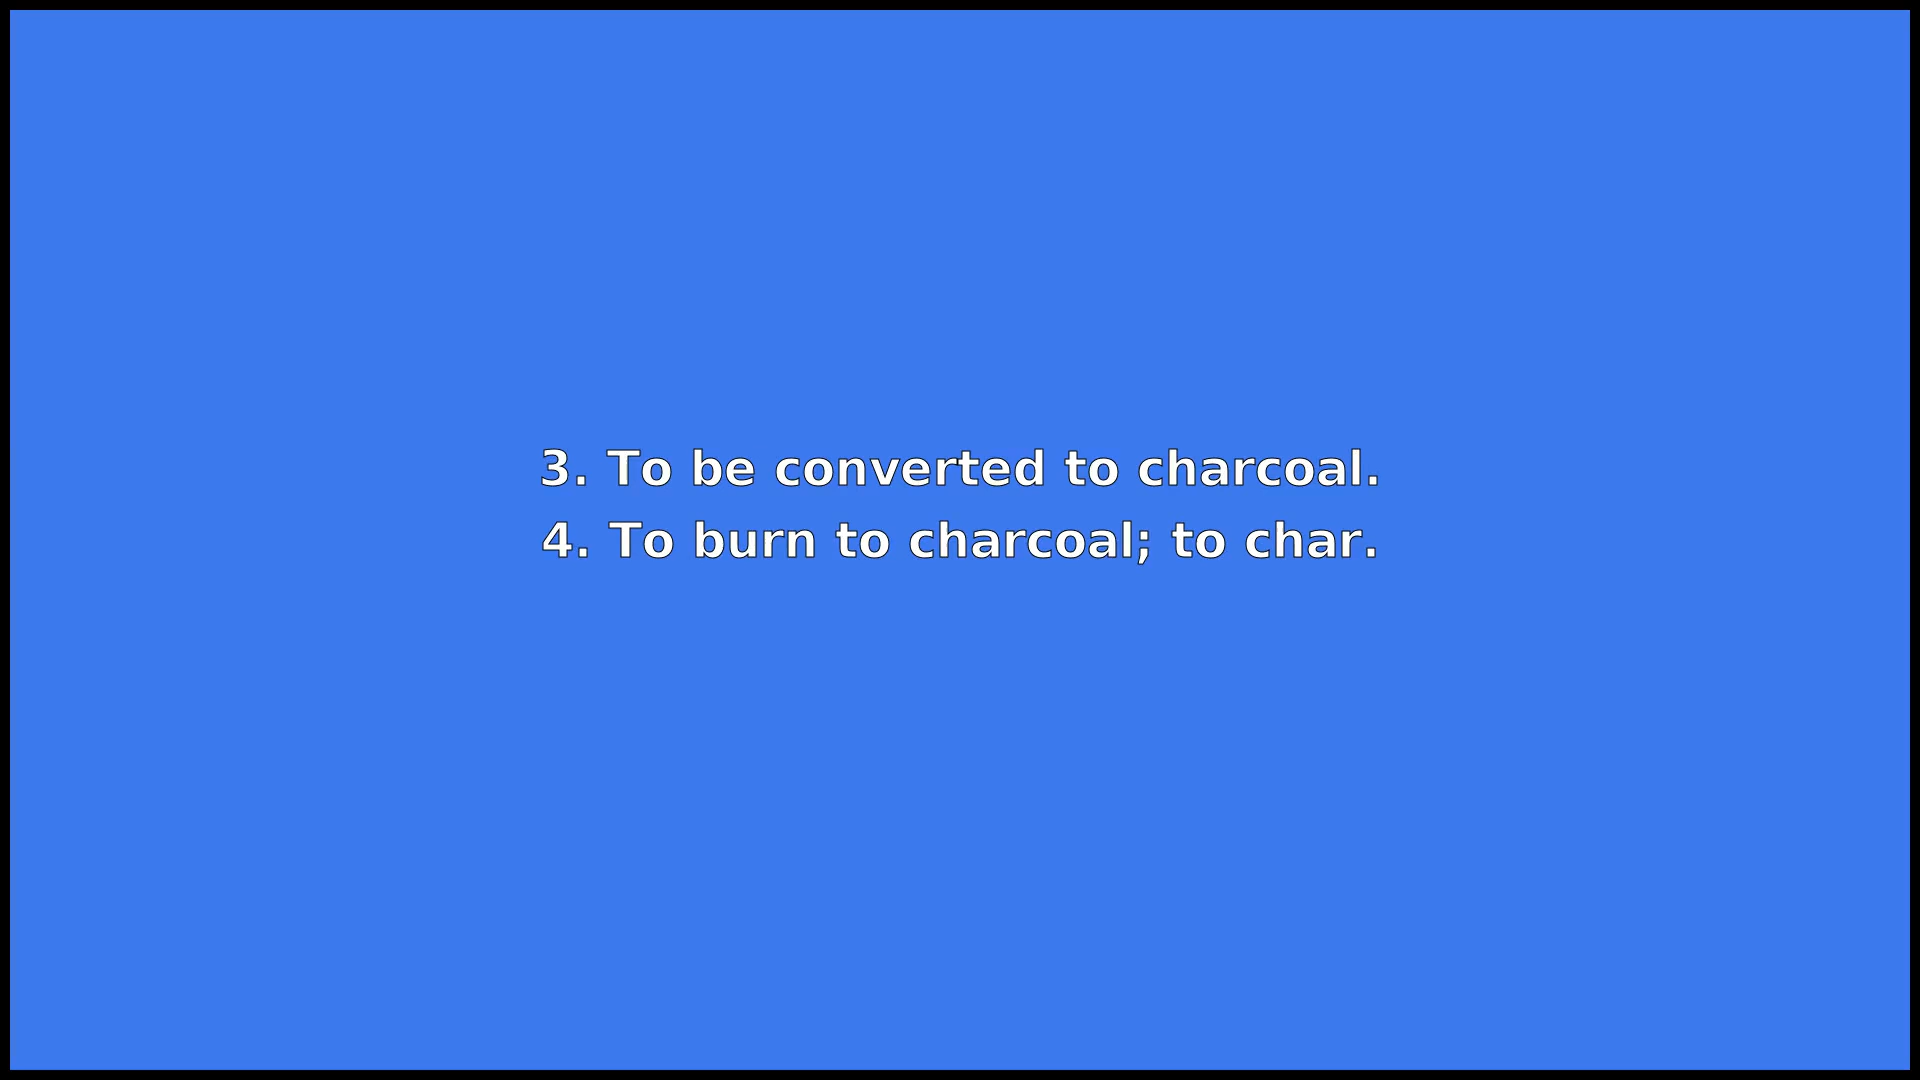 3. To be converted to charcoal.
4. To burn to charcoal; to char.